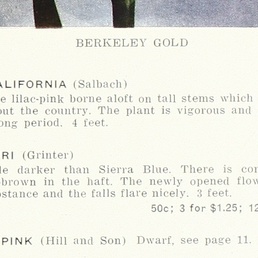 BERKELEY GOLD
ALIFORNIA (Salbach)
e lilac-pink borne aloft on tall stems which
out the country. The plant is vigorous and
ong period. 4 feet.
RI (Grinter)
le darker than Sierra Blue. There is con
brown in the haft. The newly opened flow
bstance and the falls flare nicely. 3 feet.
50c; 3 for $1.25; 12
PINK (Hill and Son) Dwarf, see page 11.